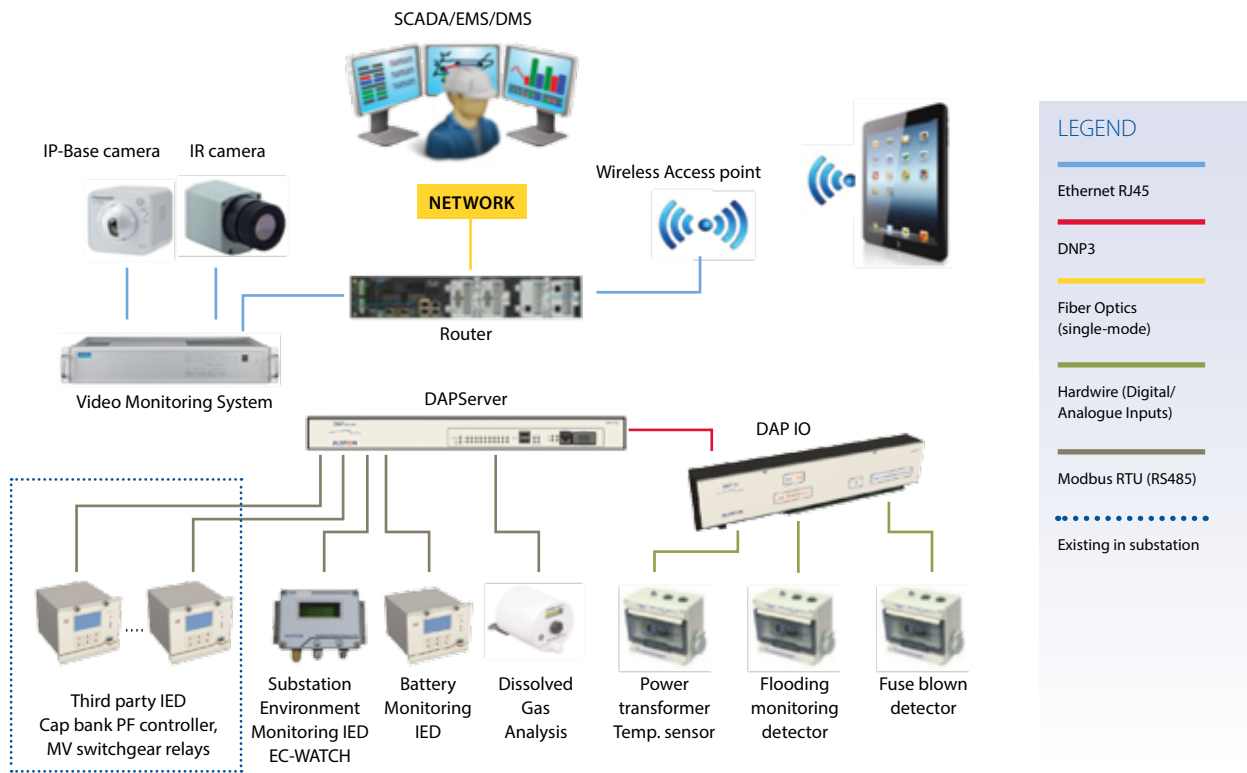 SCADA/EMS/DMS
IP-Base camera
IR camera
Wireless Access point
NETWORK
Router
Video Monitoring System
DAPServer
DAP IO
....
Third party IED
Cap bank PF controller,
MV switchgear relays
Substation
Environment
Monitoring IED
EC-WATCH
Battery
Monitoring
IED
Dissolved
Gas
Analysis
Power
transformer
Temp. sensor
Flooding
monitoring
detector
Fuse blown
detector
LEGEND
Ethernet RJ45
DNP3
Fiber Optics
(single-mode)
Hardwire (Digital/
Analogue Inputs)
Modbus RTU (RS485)
Existing in substation